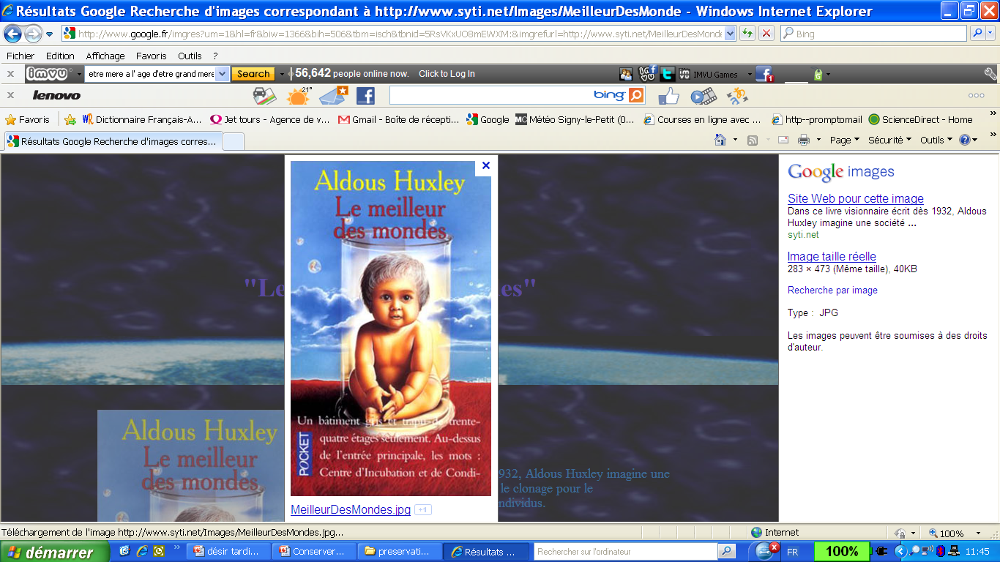 Résultats Google Recherche d'images correspondant à http://www.syti.net/Images/MeilleurDesMonde - Windows Internet Explorer
http://www.google.fr/imgres?um=1&hl=fr&biw=1366&bih=506&tbm=isch&tbnid=5RsVKxUO8mEWXM:&imgrefurl=http://www.syti.net/MeilleurDesMonde
Bing
Fichier Edition Affichage Favoris Outils ?
x imvu etre mere à l' age d'etre grand mere Search 56,642 people online now. Click to Log In IMVU Games 1
x lenovo 21° bing
Favoris Dictionnaire Français-A... Jet tours - Agence de v... Gmail - Boîte de récepti... Google MC Météo Signy-le-Petit (0... Courses en ligne avec ... http--promptomail ScienceDirect - Home »
Résultats Google Recherche d'images corres... Page Sécurité Outils »
Aldous Huxley
Le meilleur
des mondes
Un bâtiment gris et trapu de trente-
quatre étages seulement. Au-dessus
de l'entrée principale, les mots :
Centre d'Incubation et de Condi-
POCKET
MeilleurDesMondes.jpg +1
"Le es"
Aldous Huxley
Le meilleur
des mondes
932, Aldous Huxley imagine une
le clonage pour le
ndividus.
Google images
Site Web pour cette image
Dans ce livre visionnaire écrit dès 1932, Aldous
Huxley imagine une société ...
syti.net
Image taille réelle
283 × 473 (Même taille), 40KB
Recherche par image
Type : JPG
Les images peuvent être soumises à des droits
d'auteur.
Téléchargement de l'image http://www.syti.net/Images/MeilleurDesMondes.jpg... Internet 100%
démarrer » désir tardi... Conserver... preservati... Résultats ... Rechercher sur l'ordinateur FR 100% 11:45